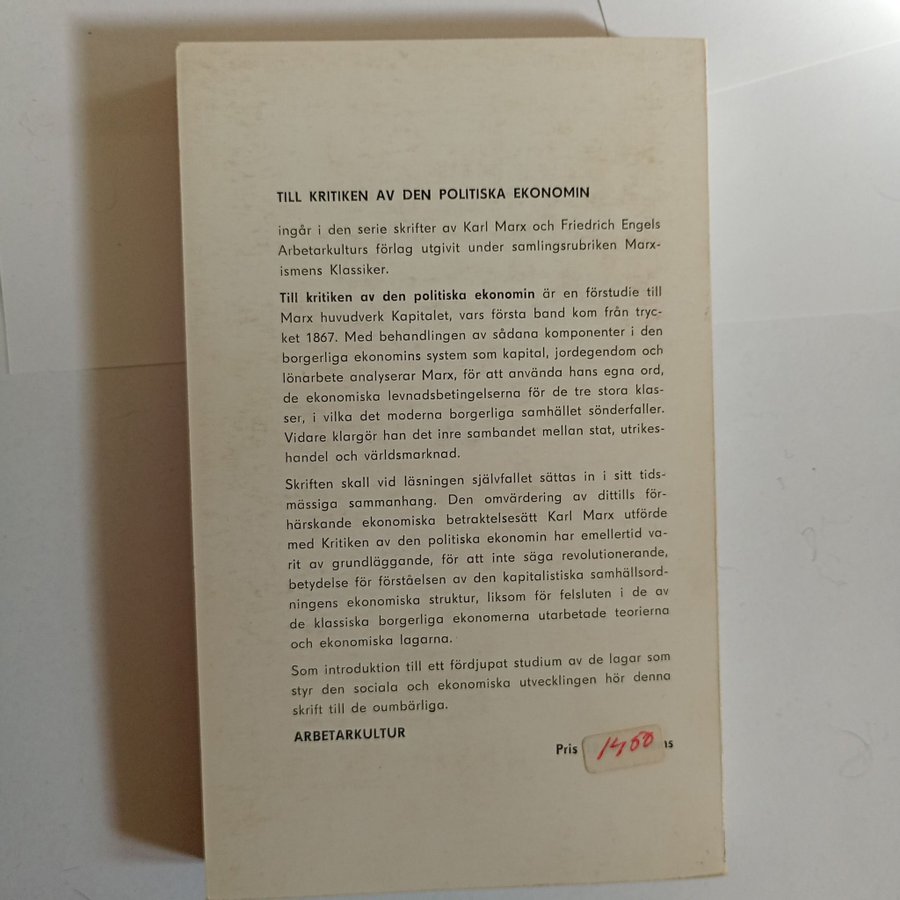 TILL KRITIKEN AV DEN POLITISKA EKONOMIN
ingår i den serie skrifter av Karl Marx och Friedrich Engels
Arbetarkulturs förlag utgivit under samlingsrubriken Marx-
ismens Klassiker.
Till kritiken av den politiska ekonomin är en förstudie till
Marx huvudverk Kapitalet, vars första band kom från tryc-
ket 1867. Med behandlingen av sådana komponenter i den
borgerliga ekonomins system som kapital, jordegendom och
lönarbete analyserar Marx, för att använda hans egna ord,
de ekonomiska levnadsbetingelserna för de tre stora klas-
ser, i vilka det moderna borgerliga samhället sönderfaller.
Vidare klargör han det inre sambandet mellan stat, utrikes-
handel och världsmarknad.
Skriften skall vid läsningen självfallet sättas in i sitt tids-
mässiga sammanhang. Den omvärdering av dittills för-
härskande ekonomiska betraktelsesätt Karl Marx utförde
med Kritiken av den politiska ekonomin har emellertid va-
rit av grundläggande, för att inte säga revolutionerande,
betydelse för förståelsen av den kapitalistiska samhällsord-
ningens ekonomiska struktur, liksom för felsluten i de av
de klassiska borgerliga ekonomerna utarbetade teorierna
och ekonomiska lagarna.
Som introduktion till ett fördjupat studium av de lagar som
styr den sociala och ekonomiska utvecklingen hör denna
skrift till de oumbärliga.
ARBETARKULTUR
Pris